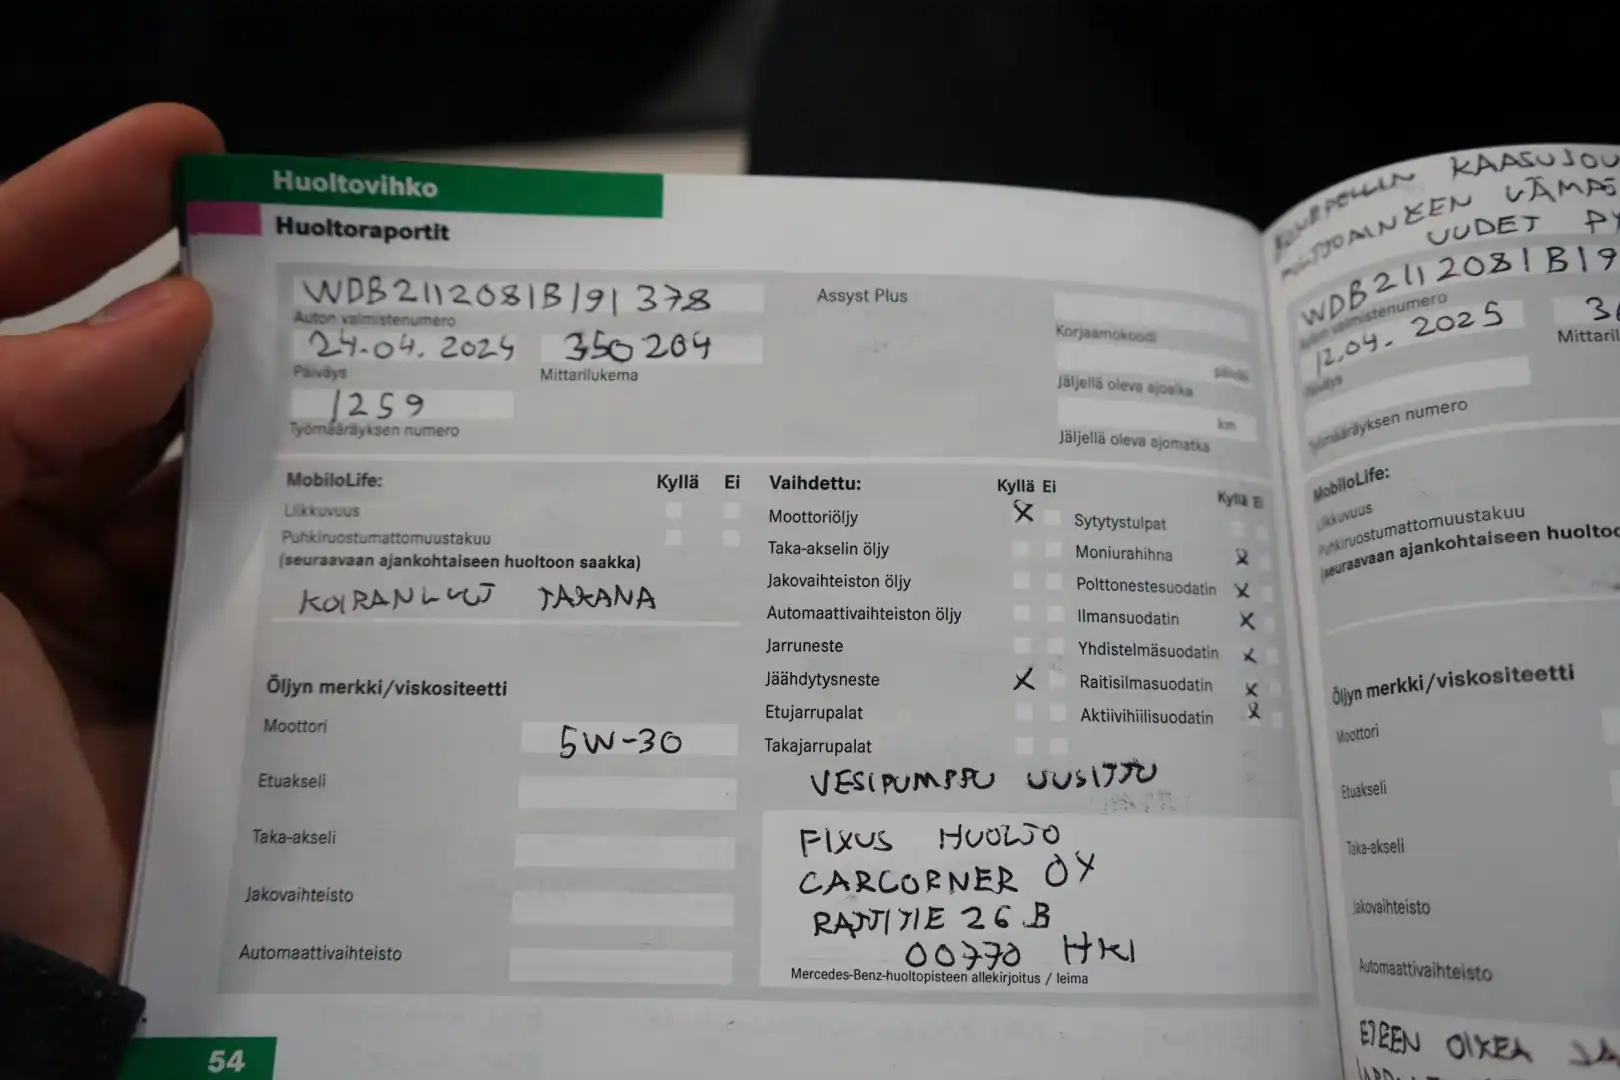 Huoltovihko
Huoltoraportit
WDB2112081B191378
Auton valmistenumero
24.04.2024 350204
Päiväys Mittarilukema
1259
Työmääräyksen numero
Assyst Plus
Korjaamokoodi
päivää
Jäljellä oleva ajoaika
km
Jäljellä oleva ajomatka
MobiloLife: Kyllä Ei
Liikkuvuus
Puhkiruostumattomuustakuu
(seuraavaan ajankohtaiseen huoltoon saakka)
KOIRANLUUT TAKANA
Öljyn merkki/viskositeetti
Moottori 5W-30
Etuakseli
Taka-akseli
Jakovaihteisto
Automaattivaihteisto
Vaihdettu: Kyllä Ei
Moottoriöljy X
Taka-akselin öljy
Jakovaihteiston öljy
Automaattivaihteiston öljy
Jarruneste
Jäähdytysneste X
Etujarrupalat
Takajarrupalat
Kyllä Ei
Sytytystulpat
Moniurahihna X
Polttonestesuodatin X
Ilmansuodatin X
Yhdistelmäsuodatin X
Raitisilmasuodatin X
Aktiivihiilisuodatin X
VESIPUMPPU UUSITTU
FIXUS HUOLTO
CARCORNER OY
RATTITIE 26 B
00770 HKI
Mercedes-Benz-huoltopisteen allekirjoitus / leima
54
UUDET
WDB2112081B19
Auton valmistenumero
12.04.2025
Päiväys
Työmääräyksen numero
MobiloLife:
Liikkuvuus
Puhkiruostumattomuustakuu
(seuraavaan ajankohtaiseen
Öljyn merkki/viskositeetti
Moottori
Etuakseli
Taka-akseli
Jakovaihteisto
Automaattivaihteisto
OIKEA